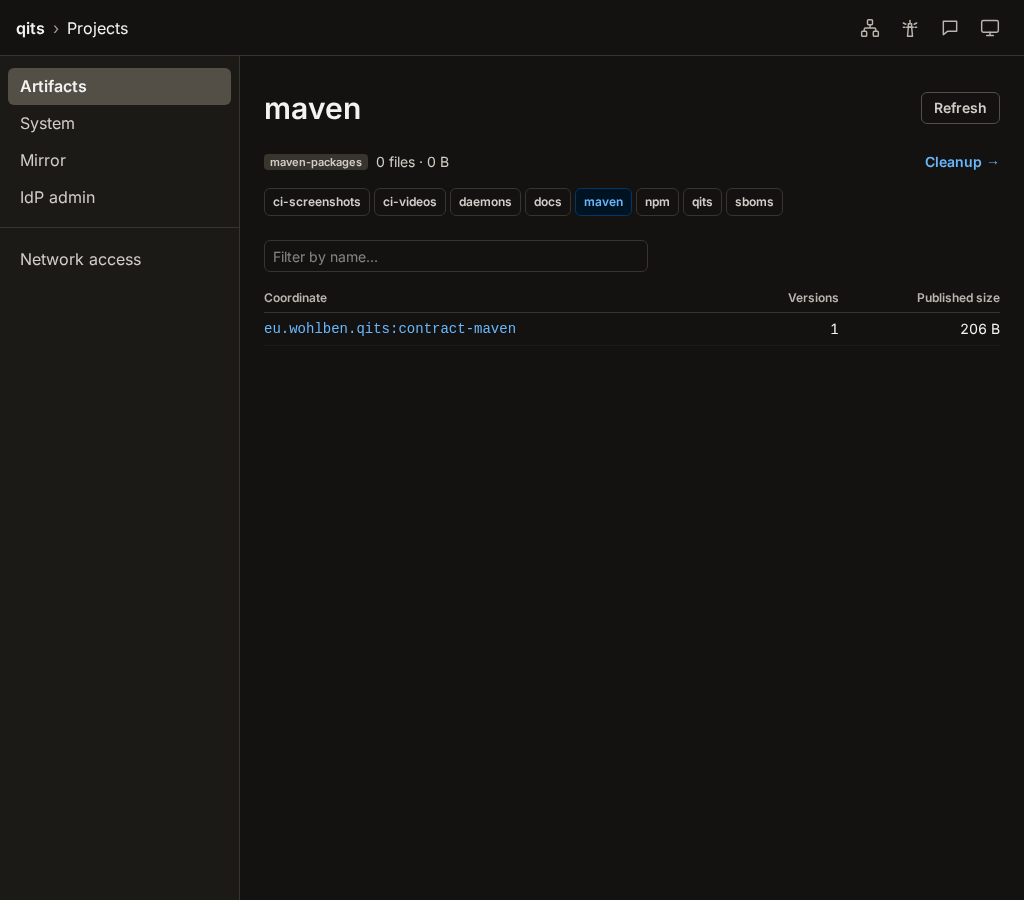 qits › Projects
Artifacts
System
Mirror
IdP admin
Network access
maven
Refresh
maven-packages 0 files · 0 B
Cleanup →
ci-screenshots ci-videos daemons docs maven npm qits sboms
Filter by name...
Coordinate Versions Published size
eu.wohlben.qits:contract-maven 1 206 B